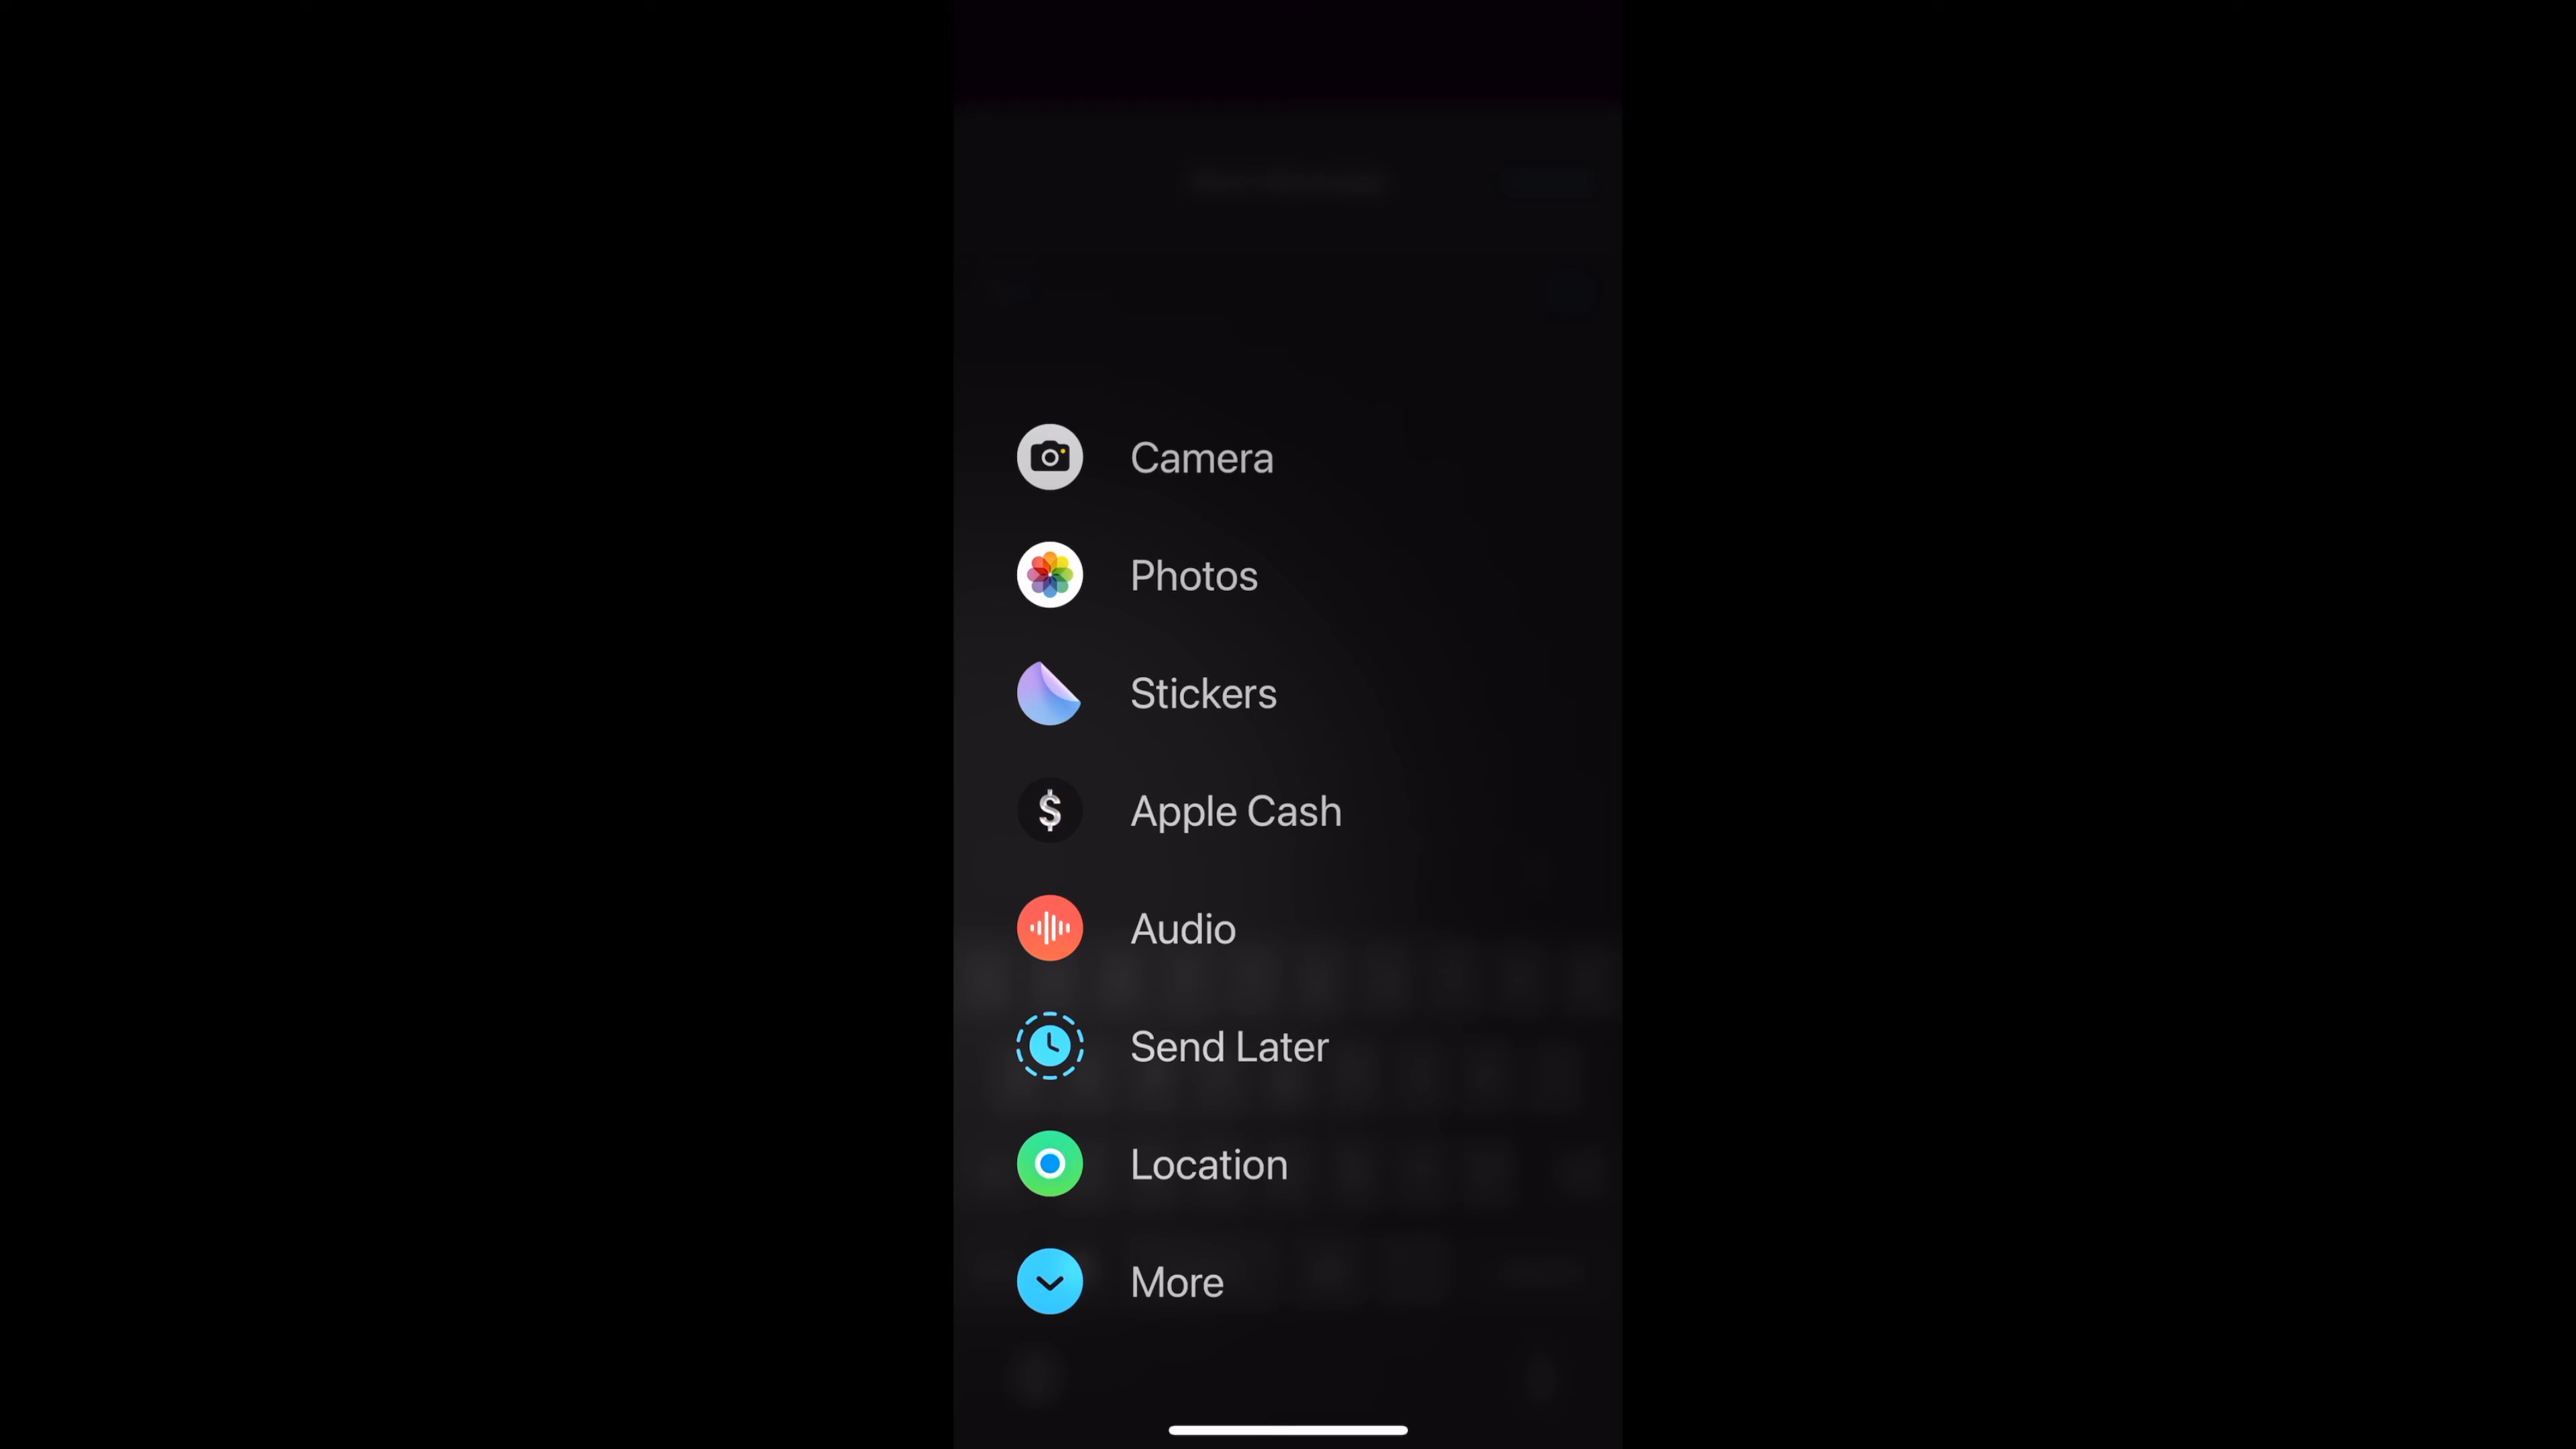 Camera
Photos
Stickers
$
Apple Cash
Audio
Send Later
Location
More